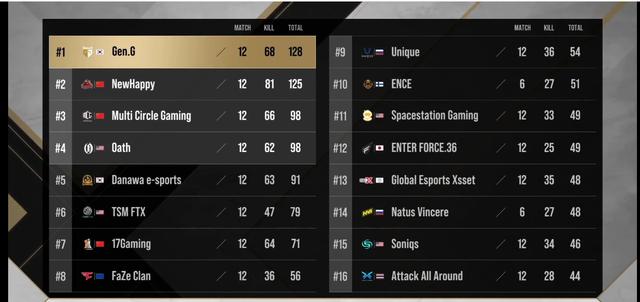 MATCH KILL TOTAL
#1 Gen.G 12 68 128
#2 NewHappy 12 81 125
#3 Multi Circle Gaming 12 66 98
#4 Oath 12 62 98
#5 Danawa e-sports 12 63 91
#6 TSM FTX 12 47 79
#7 17Gaming 12 64 71
#8 FaZe Clan 12 36 56
MATCH KILL TOTAL
#9 Unique 12 36 54
#10 ENCE 6 27 51
#11 Spacestation Gaming 12 33 49
#12 ENTER FORCE.36 12 25 49
#13 Global Esports Xsset 12 35 48
#14 Natus Vincere 6 27 48
#15 Soniqs 12 34 46
#16 Attack All Around 12 28 44